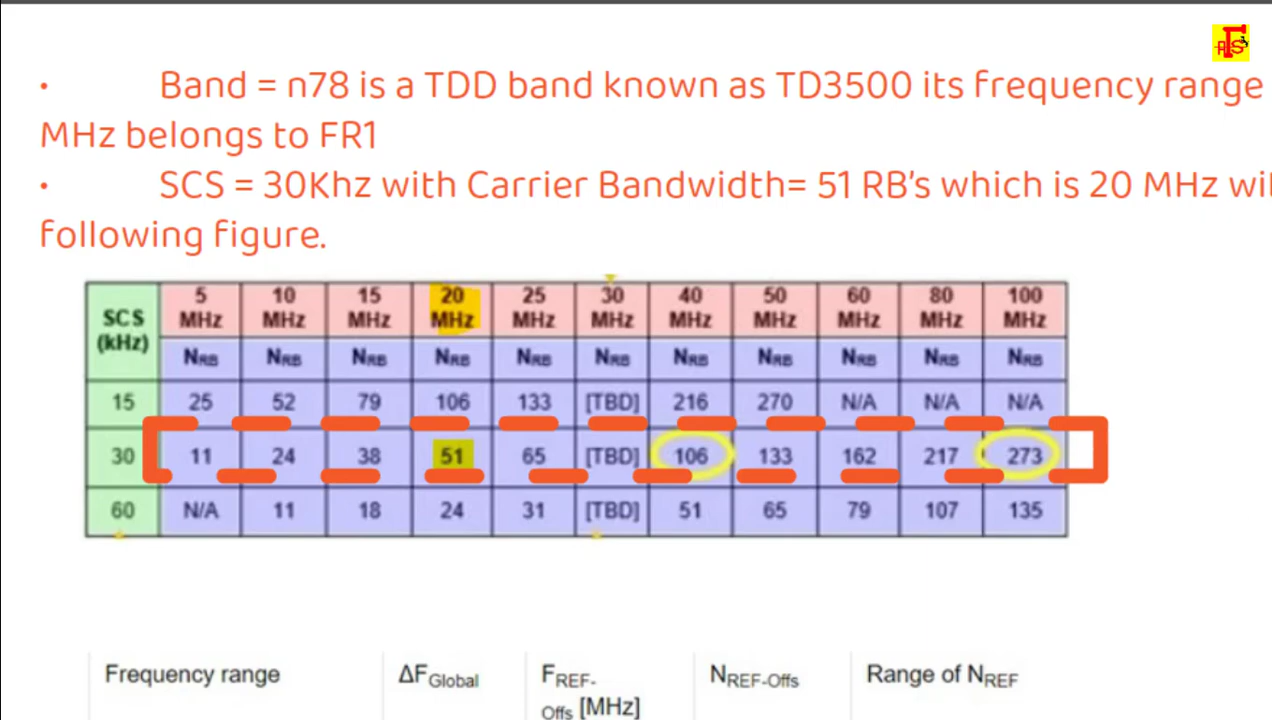 • Band = n78 is a TDD band known as TD3500 its frequency range
MHz belongs to FR1
• SCS = 30Khz with Carrier Bandwidth= 51 RB's which is 20 MHz wit
following figure.
SCS (kHz) 5 MHz 10 MHz 15 MHz 20 MHz 25 MHz 30 MHz 40 MHz 50 MHz 60 MHz 80 MHz 100 MHz
NRB NRB NRB NRB NRB NRB NRB NRB NRB NRB NRB
15 25 52 79 106 133 [TBD] 216 270 N/A N/A N/A
30 11 24 38 51 65 [TBD] 106 133 162 217 273
60 N/A 11 18 24 31 [TBD] 51 65 79 107 135
Frequency range ΔFGlobal FREF-Offs [MHz] NREF-Offs Range of NREF